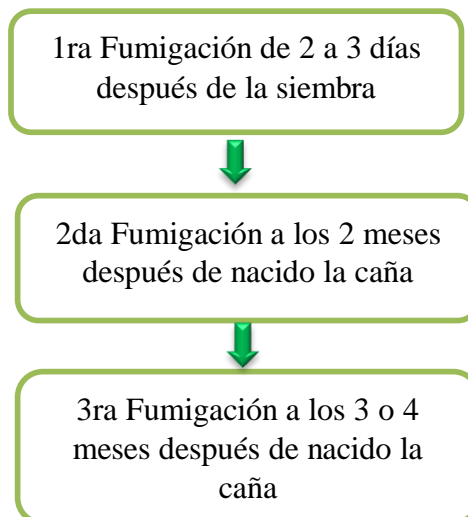 1ra Fumigación de 2 a 3 días
después de la siembra
2da Fumigación a los 2 meses
después de nacido la caña
3ra Fumigación a los 3 o 4
meses después de nacido la
caña